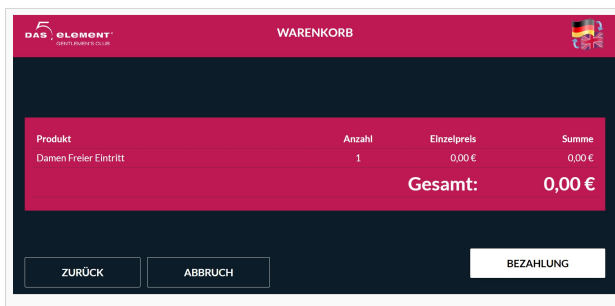 DAS 5 ELEMENT
GENTLEMEN'S CLUB
WARENKORB
Produkt Anzahl Einzelpreis Summe
Damen Freier Eintritt 1 0,00 € 0,00 €
Gesamt: 0,00 €
ZURÜCK ABBRUCH BEZAHLUNG